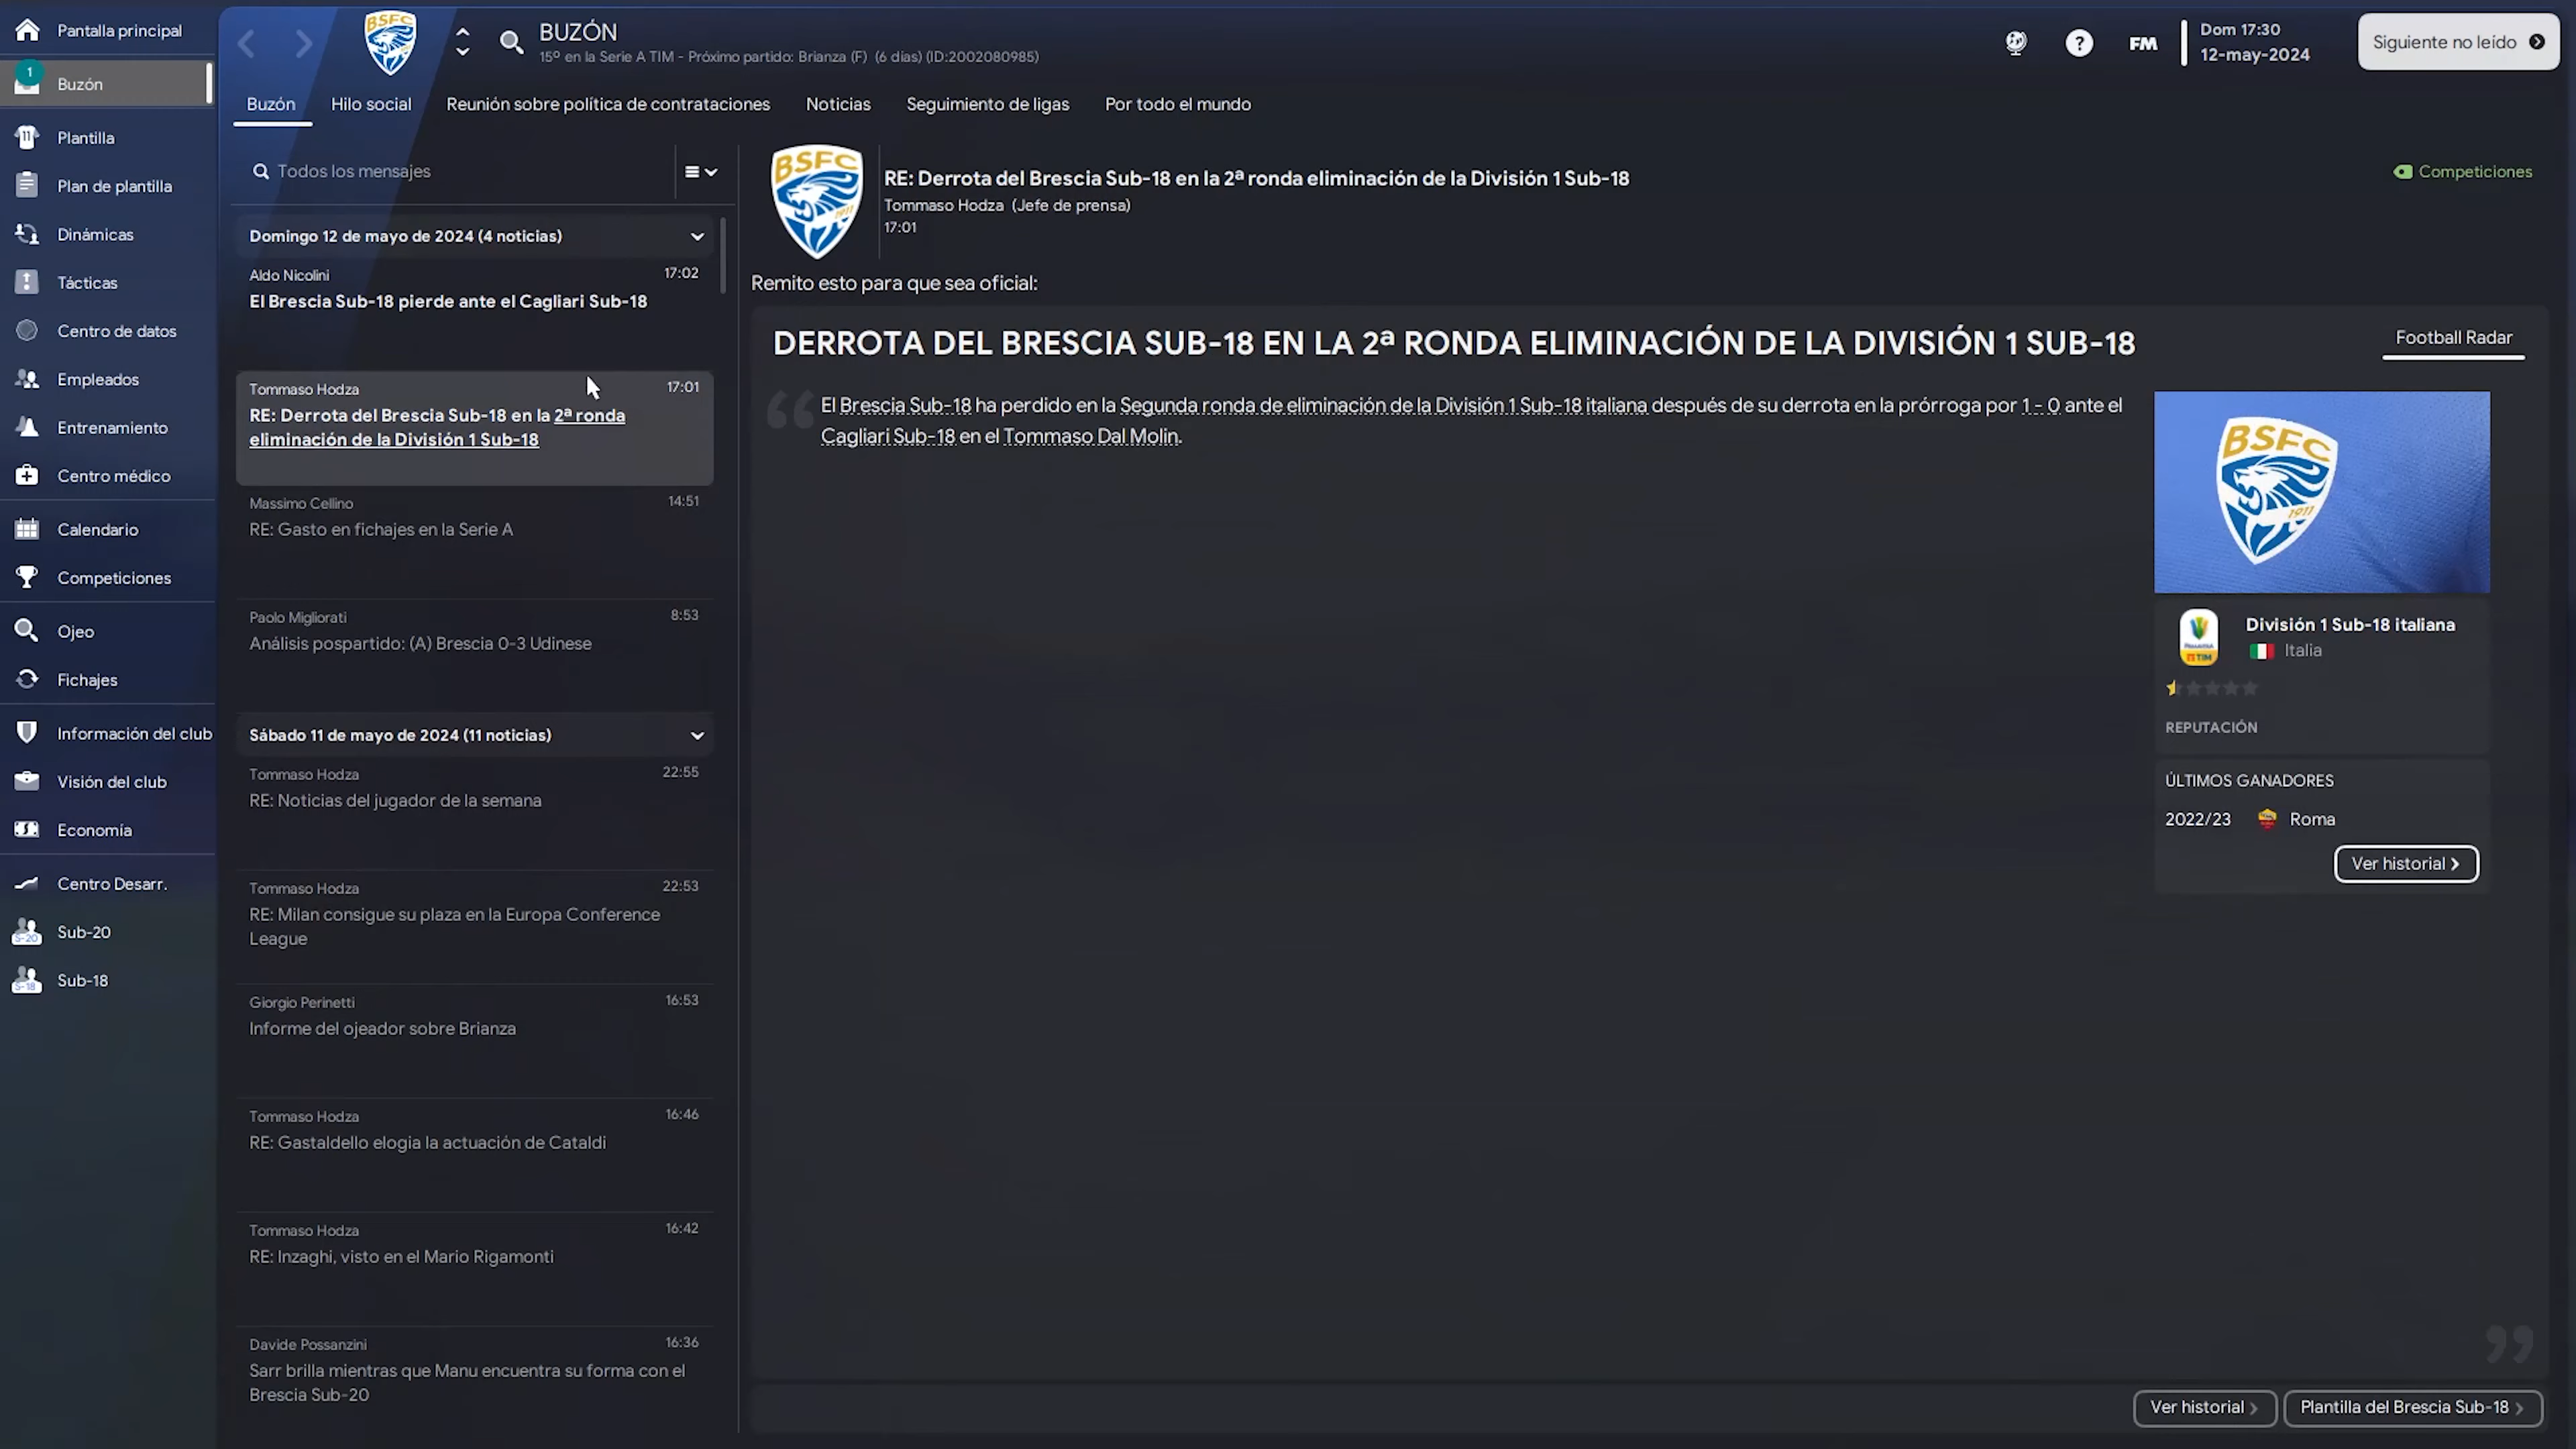 Pantalla principal
1
Buzón
Plantilla
Plan de plantilla
Dinámicas
Tácticas
Centro de datos
Empleados
Entrenamiento
Centro médico
Calendario
Competiciones
Ojeo
Fichajes
Información del club
Visión del club
Economía
Centro Desarr.
S-20
Sub-20
S-18
Sub-18
BSFC
BUZÓN
15º en la Serie A TIM - Próximo partido: Brianza (F) (6 días) (ID:2002080985)
?
FM
Dom 17:30
12-may-2024
Siguiente no leído
Buzón
Hilo social
Reunión sobre política de contrataciones
Noticias
Seguimiento de ligas
Por todo el mundo
Todos los mensajes
Domingo 12 de mayo de 2024 (4 noticias)
Aldo Nicolini
17:02
El Brescia Sub-18 pierde ante el Cagliari Sub-18
Tommaso Hodza
17:01
RE: Derrota del Brescia Sub-18 en la 2ª ronda
eliminación de la División 1 Sub-18
Massimo Cellino
14:51
RE: Gasto en fichajes en la Serie A
Paolo Migliorati
8:53
Análisis pospartido: (A) Brescia 0-3 Udinese
Sábado 11 de mayo de 2024 (11 noticias)
Tommaso Hodza
22:55
RE: Noticias del jugador de la semana
Tommaso Hodza
22:53
RE: Milan consigue su plaza en la Europa Conference
League
Giorgio Perinetti
16:53
Informe del ojeador sobre Brianza
Tommaso Hodza
16:46
RE: Gastaldello elogia la actuación de Cataldi
Tommaso Hodza
16:42
RE: Inzaghi, visto en el Mario Rigamonti
Davide Possanzini
16:36
Sarr brilla mientras que Manu encuentra su forma con el
Brescia Sub-20
BSFC
1911
RE: Derrota del Brescia Sub-18 en la 2ª ronda eliminación de la División 1 Sub-18
Tommaso Hodza (Jefe de prensa)
17:01
Competiciones
Remito esto para que sea oficial:
DERROTA DEL BRESCIA SUB-18 EN LA 2ª RONDA ELIMINACIÓN DE LA DIVISIÓN 1 SUB-18
Football Radar
“
El Brescia Sub-18 ha perdido en la Segunda ronda de eliminación de la División 1 Sub-18 italiana después de su derrota en la prórroga por 1 - 0 ante el
Cagliari Sub-18 en el Tommaso Dal Molin.
BSFC
1911
TIM
División 1 Sub-18 italiana
Italia
REPUTACIÓN
ÚLTIMOS GANADORES
2022/23
Roma
Ver historial
”
Ver historial
Plantilla del Brescia Sub-18